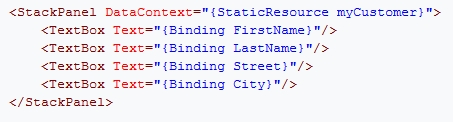 <StackPanel DataContext="{StaticResource myCustomer}">
    <TextBox Text="{Binding FirstName}"/>
    <TextBox Text="{Binding LastName}"/>
    <TextBox Text="{Binding Street}"/>
    <TextBox Text="{Binding City}"/>
</StackPanel>